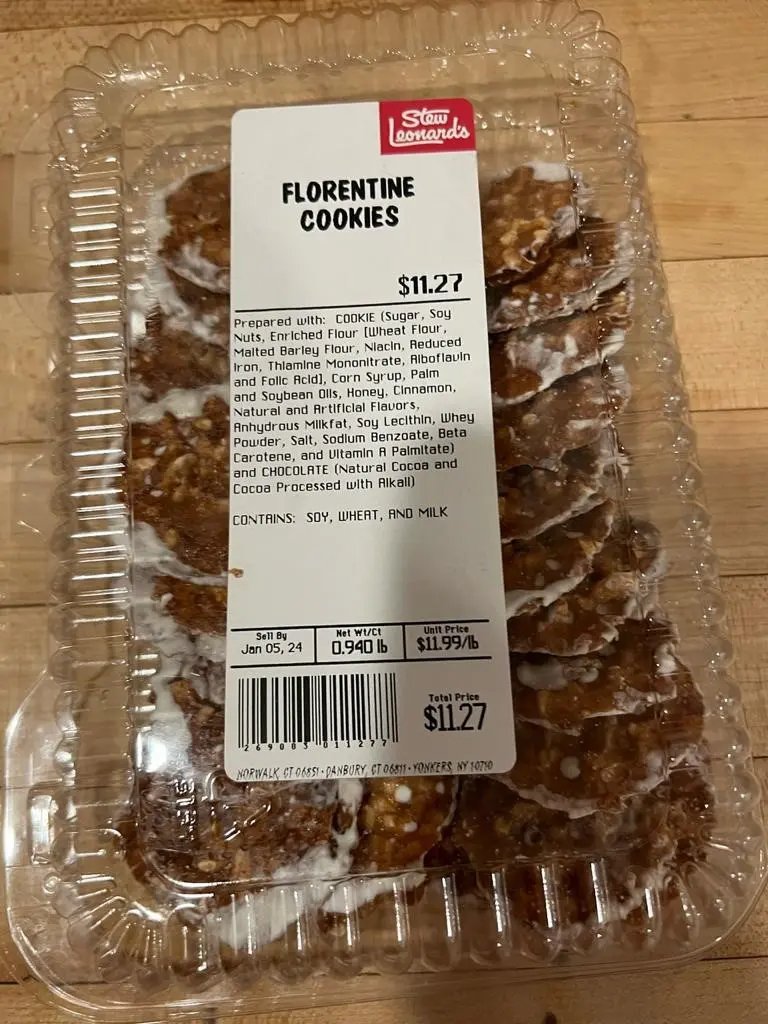 Stew
Leonard's
FLORENTINE
COOKIES
$11.27
Prepared with: COOKIE (Sugar, Soy
Nuts, Enriched Flour [Wheat Flour,
Malted Barley Flour, Niacin, Reduced
Iron, Thiamine Mononitrate, Riboflavin
and Folic Acid], Corn Syrup, Palm
and Soybean Oils, Honey, Cinnamon,
Natural and Artificial Flavors,
Anhydrous Milkfat, Soy Lecithin, Whey
Powder, Salt, Sodium Benzoate, Beta
Carotene, and Vitamin A Palmitate)
and CHOCOLATE (Natural Cocoa and
Cocoa Processed with Alkali)
CONTAINS: SOY, WHEAT, AND MILK
Sell By Net Wt/Ct Unit Price
Jan 05, 24 0.940 lb $11.99/lb
Total Price
$11.27
2 69003 011277
NORWALK, CT 06851 • DANBURY, CT 06811 • YONKERS, NY 10710